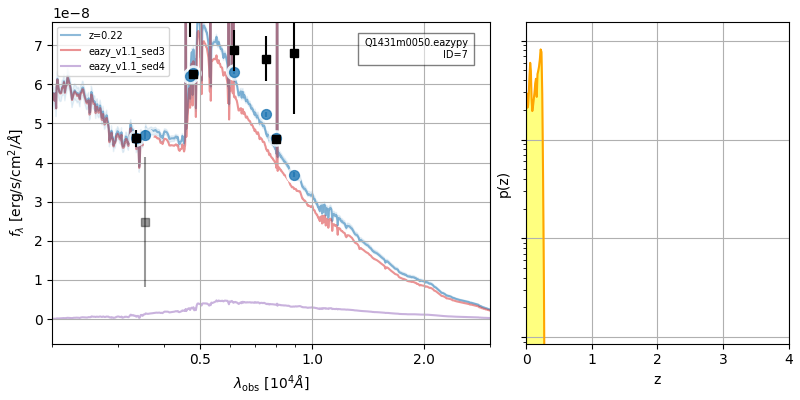 1e−8
z=0.22
eazy_v1.1_sed3
eazy_v1.1_sed4
Q1431m0050.eazypy
ID=7
7
6
5
4
3
2
1
0
f_λ [erg/s/cm²/Å]
0.5
1.0
2.0
λ_obs [10⁴Å]
p(z)
0
1
2
3
4
z